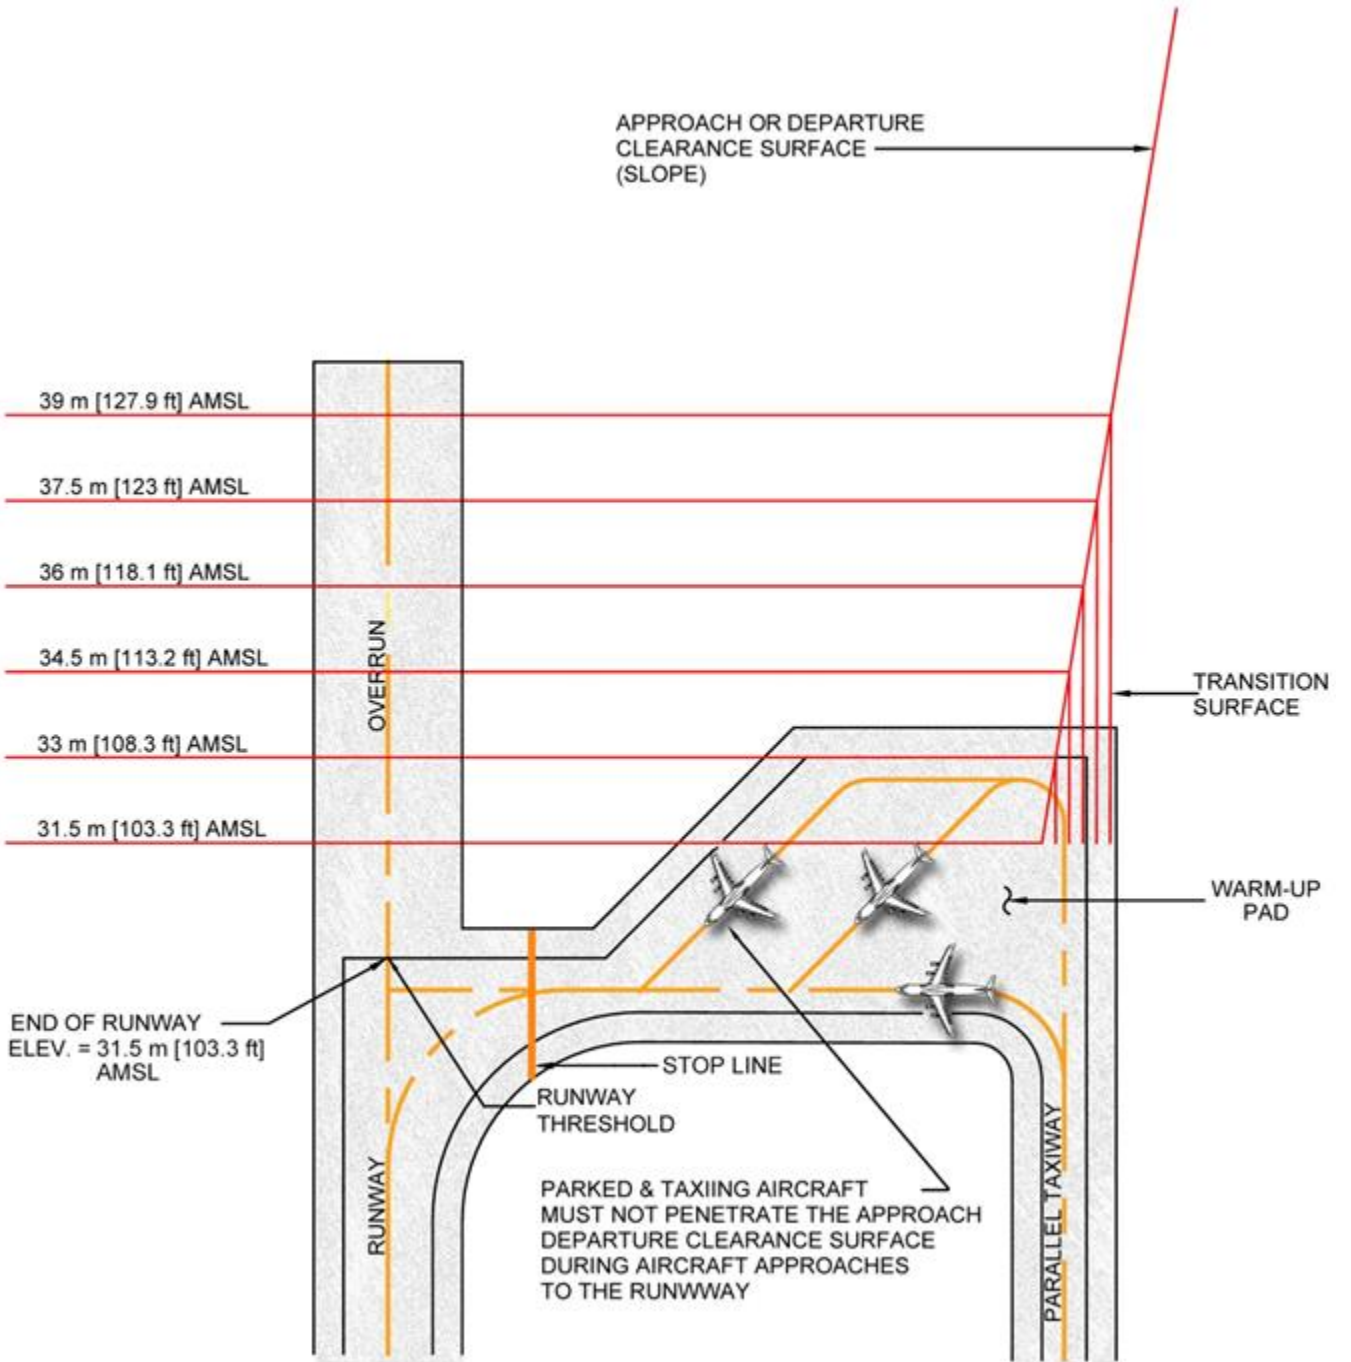 APPROACH OR DEPARTURE
CLEARANCE SURFACE
(SLOPE)
39 m [127.9 ft] AMSL
37.5 m [123 ft] AMSL
36 m [118.1 ft] AMSL
34.5 m [113.2 ft] AMSL
33 m [108.3 ft] AMSL
31.5 m [103.3 ft] AMSL
OVERRUN
TRANSITION
SURFACE
WARM-UP
PAD
END OF RUNWAY
ELEV. = 31.5 m [103.3 ft]
AMSL
STOP LINE
RUNWAY
THRESHOLD
RUNWAY
PARKED & TAXIING AIRCRAFT
MUST NOT PENETRATE THE APPROACH
DEPARTURE CLEARANCE SURFACE
DURING AIRCRAFT APPROACHES
TO THE RUNWWAY
PARALLEL TAXIWAY